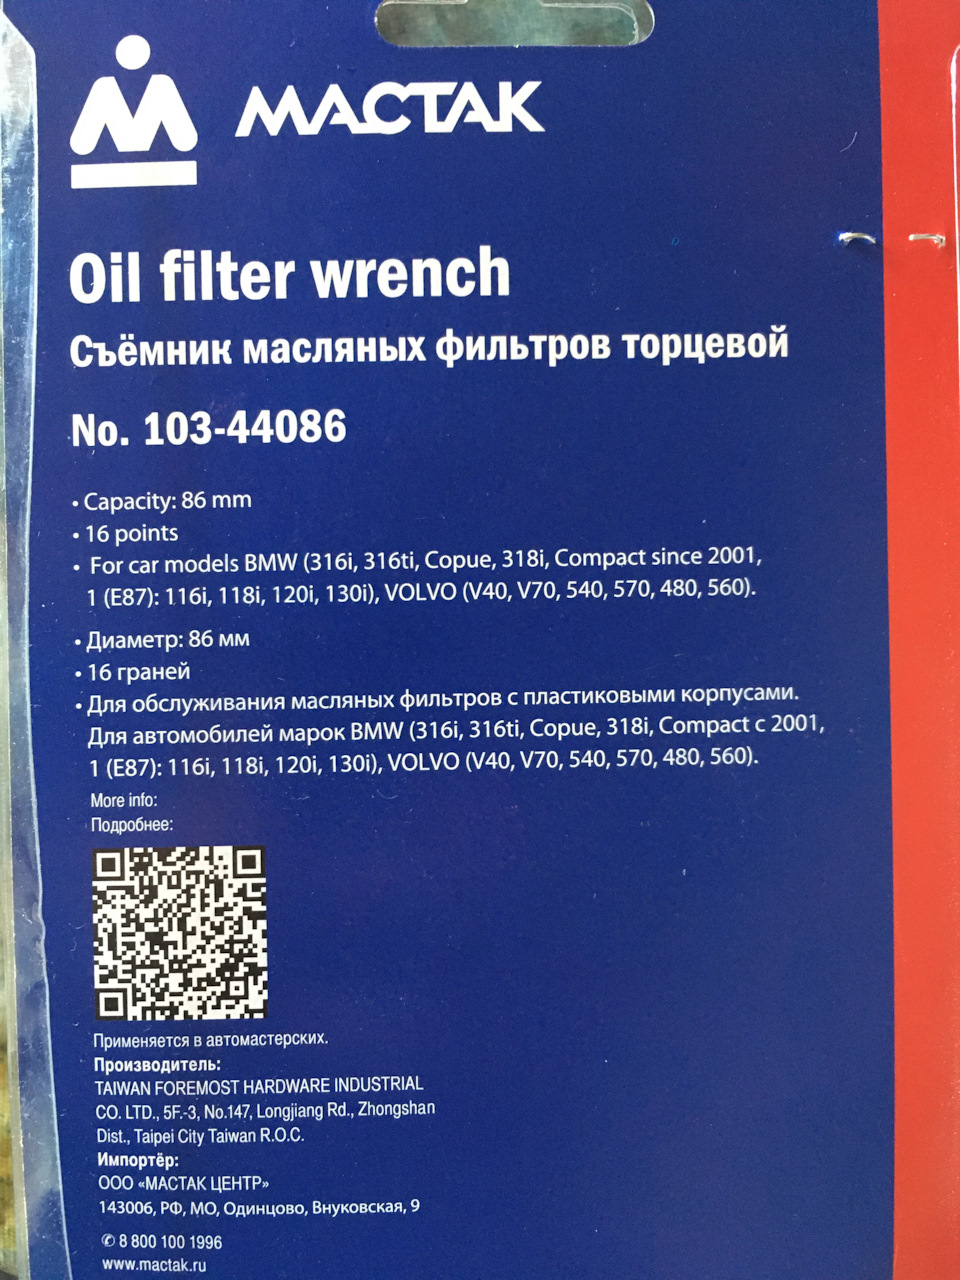 МАСТАК
Oil filter wrench
Съёмник масляных фильтров торцевой
No. 103-44086
• Capacity: 86 mm
• 16 points
• For car models BMW (316i, 316ti, Copue, 318i, Compact since 2001,
1 (E87): 116i, 118i, 120i, 130i), VOLVO (V40, V70, 540, 570, 480, 560).
• Диаметр: 86 мм
• 16 граней
• Для обслуживания масляных фильтров с пластиковыми корпусами.
Для автомобилей марок BMW (316i, 316ti, Copue, 318i, Compact с 2001,
1 (E87): 116i, 118i, 120i, 130i), VOLVO (V40, V70, 540, 570, 480, 560).
More info:
Подробнее:
Применяется в автомастерских.
Производитель:
TAIWAN FOREMOST HARDWARE INDUSTRIAL
CO. LTD., 5F.-3, No.147, Longjiang Rd., Zhongshan
Dist., Taipei City Taiwan R.O.C.
Импортёр:
ООО «МАСТАК ЦЕНТР»
143006, РФ, МО, Одинцово, Внуковская, 9
✆ 8 800 100 1996
www.mactak.ru